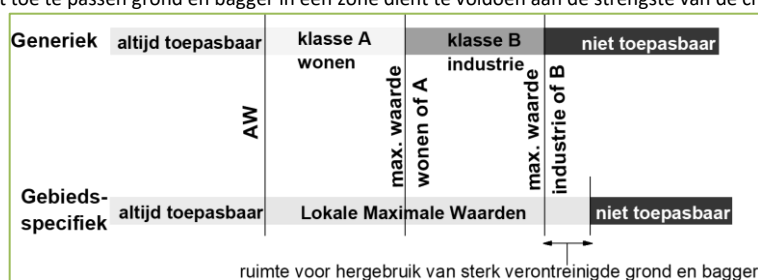 t toe te passen grond en bagger in een zone dient te voldoen aan de strengste van de c
Generiek
altijd toepasbaar
klasse A
wonen
klasse B
industrie
niet toepasbaar
AW
max. waarde
wonen of A
max. waarde
industrie of B
Gebieds-
specifiek
altijd toepasbaar
Lokale Maximale Waarden
niet toepasbaar
ruimte voor hergebruik van sterk verontreinigde grond en bagger